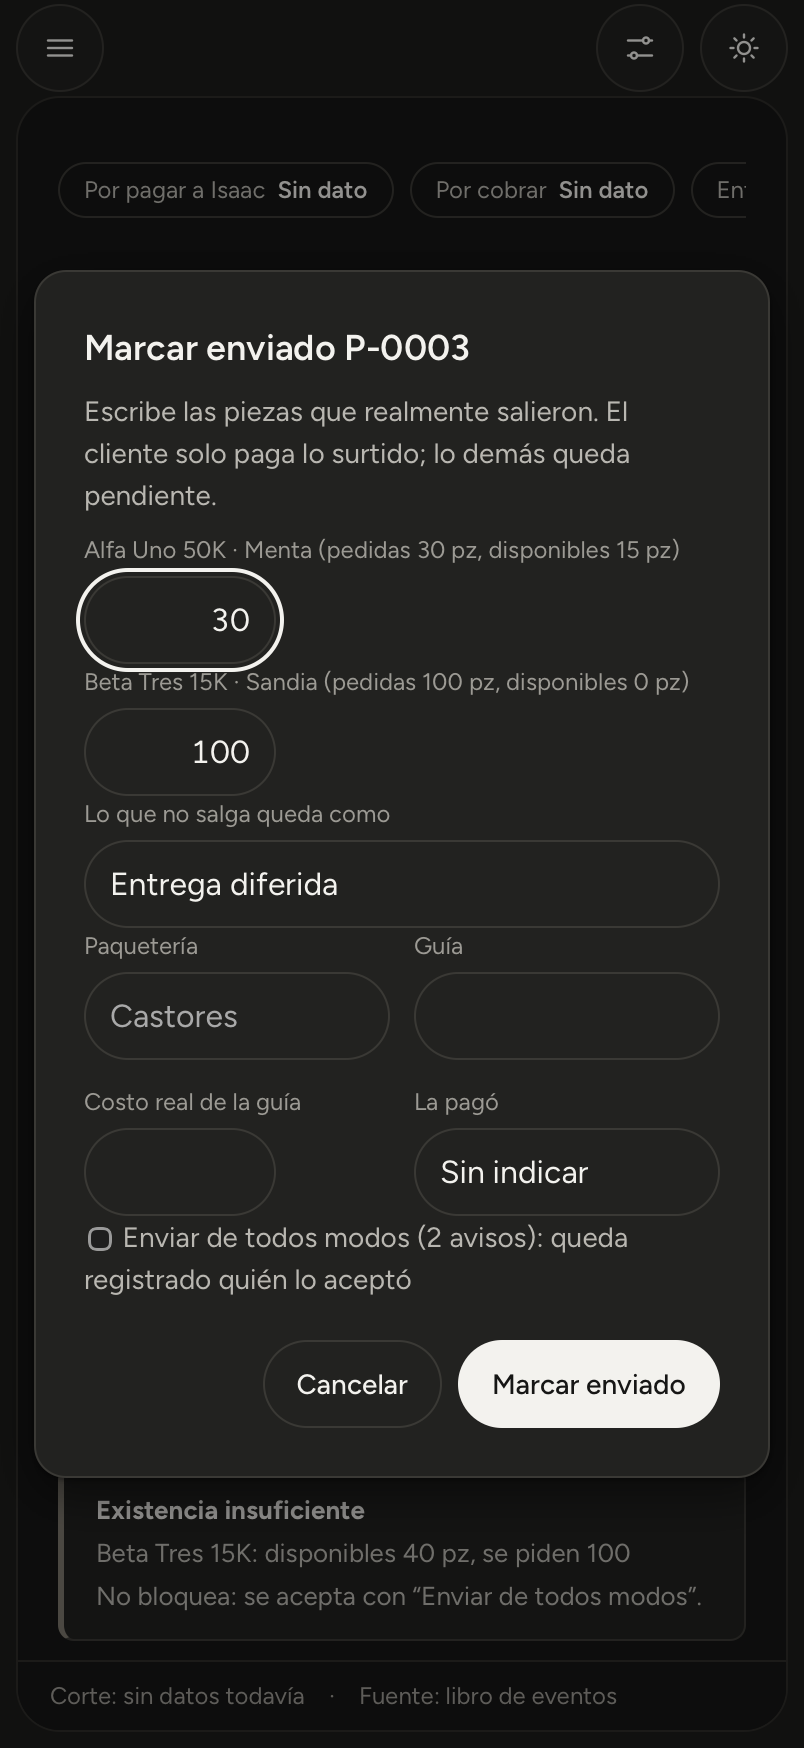 Por pagar a Isaac Sin dato
Por cobrar Sin dato
Marcar enviado P-0003
Escribe las piezas que realmente salieron. El
cliente solo paga lo surtido; lo demás queda
pendiente.
Alfa Uno 50K · Menta (pedidas 30 pz, disponibles 15 pz)
30
Beta Tres 15K · Sandia (pedidas 100 pz, disponibles 0 pz)
100
Lo que no salga queda como
Entrega diferida
Paquetería
Guía
Castores
Costo real de la guía
La pagó
Sin indicar
Enviar de todos modos (2 avisos): queda
registrado quién lo aceptó
Cancelar
Marcar enviado
Existencia insuficiente
Beta Tres 15K: disponibles 40 pz, se piden 100
No bloquea: se acepta con “Enviar de todos modos”.
Corte: sin datos todavía · Fuente: libro de eventos